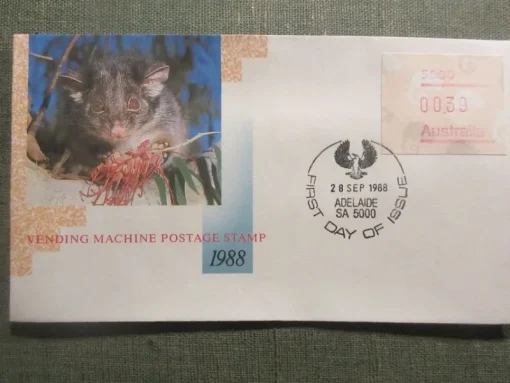 5000
0039
Australia
28 SEP 1988
ADELAIDE
SA 5000
FIRST DAY OF ISSUE
VENDING MACHINE POSTAGE STAMP
1988